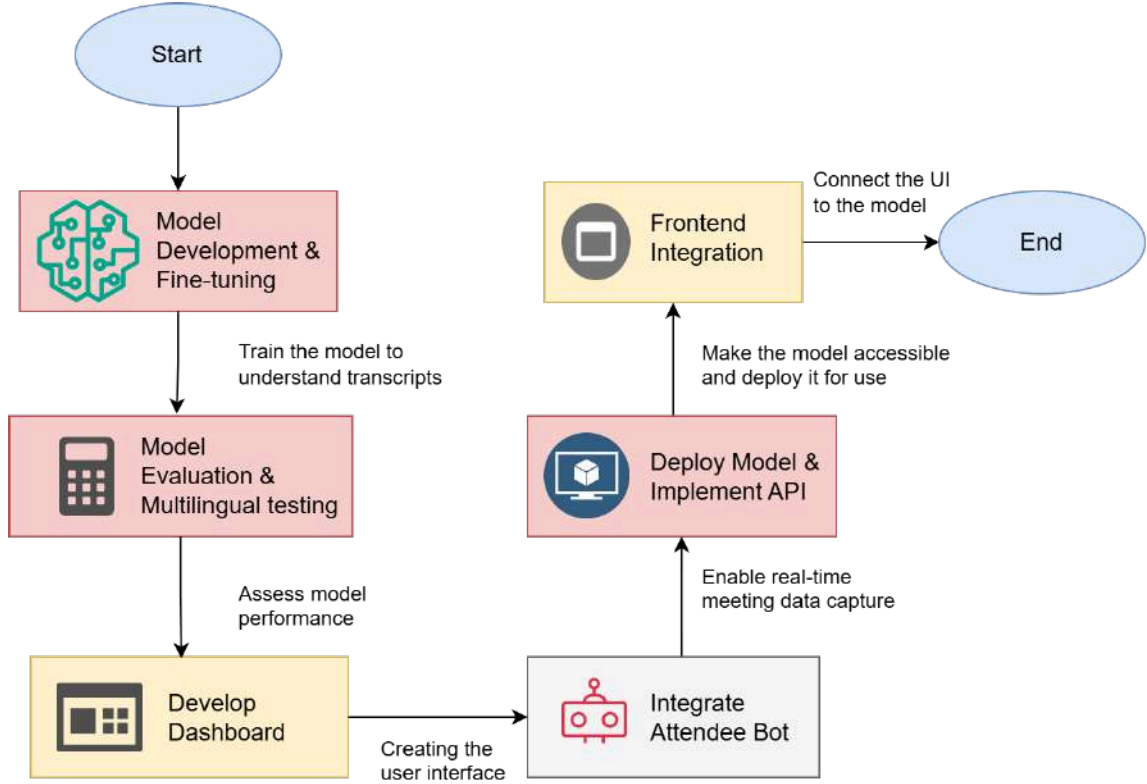 Start
Model
Development &
Fine-tuning
Train the model to
understand transcripts
Model
Evaluation &
Multilingual testing
Assess model
performance
Develop
Dashboard
Creating the
user interface
Integrate
Attendee Bot
Enable real-time
meeting data capture
Deploy Model &
Implement API
Make the model accessible
and deploy it for use
Frontend
Integration
Connect the UI
to the model
End